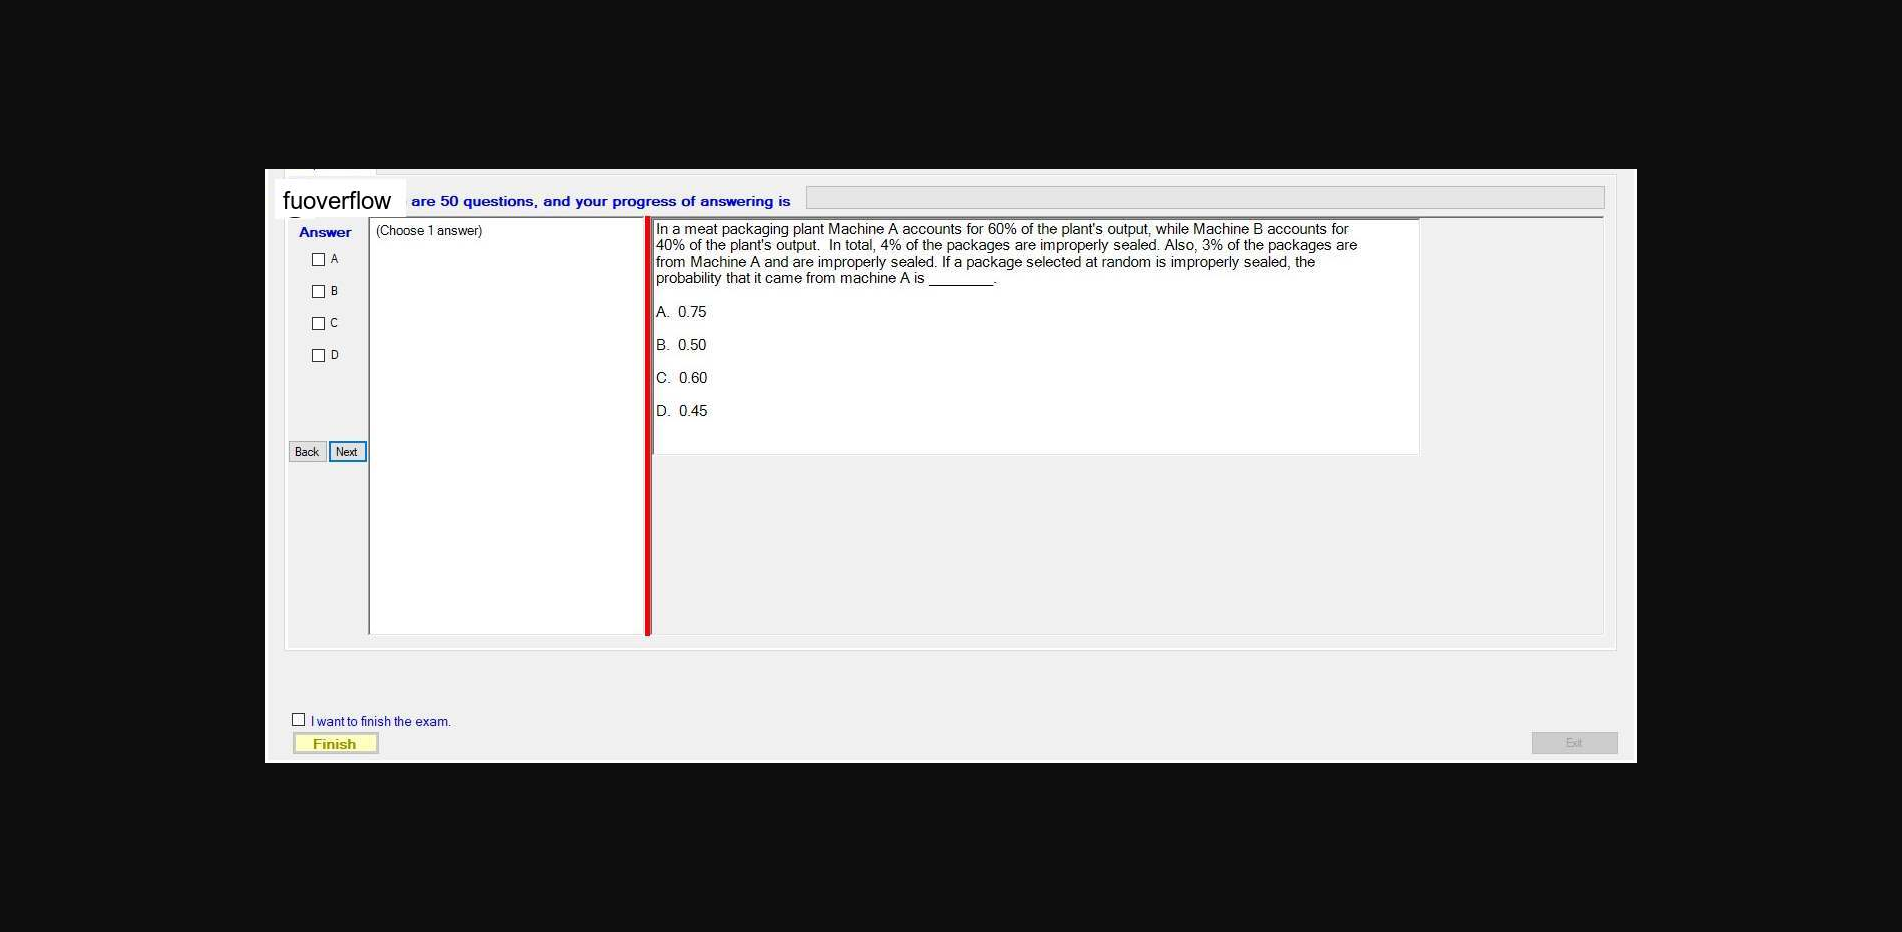 fuoverflow are 50 questions, and your progress of answering is
Answer
(Choose 1 answer)
A
B
C
D
Back Next
In a meat packaging plant Machine A accounts for 60% of the plant's output, while Machine B accounts for
40% of the plant's output.  In total, 4% of the packages are improperly sealed. Also, 3% of the packages are
from Machine A and are improperly sealed. If a package selected at random is improperly sealed, the
probability that it came from machine A is ________.
A.  0.75
B.  0.50
C.  0.60
D.  0.45
I want to finish the exam.
Finish
Exit